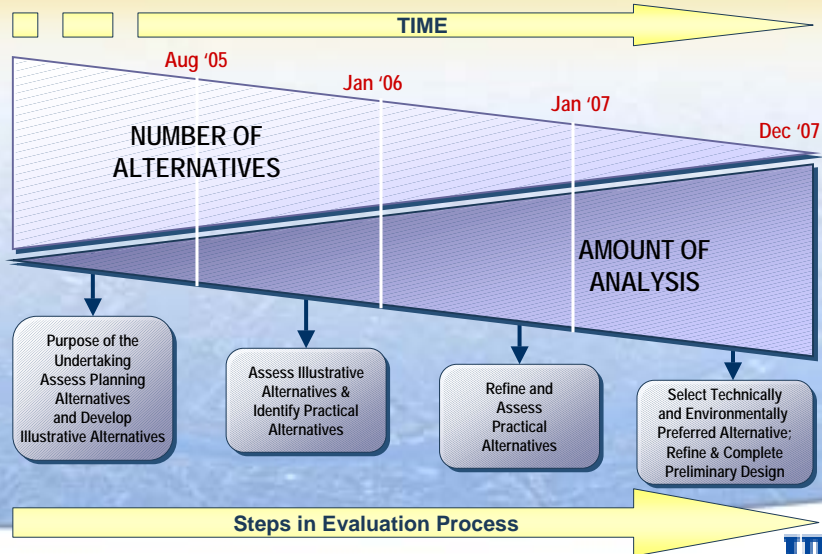 TIME
Aug ‘05
Jan ‘06
Jan ‘07
Dec ‘07
NUMBER OF
ALTERNATIVES
AMOUNT OF
ANALYSIS
Purpose of the
Undertaking
Assess Planning
Alternatives
and Develop
Illustrative Alternatives
Assess Illustrative
Alternatives &
Identify Practical
Alternatives
Refine and
Assess
Practical
Alternatives
Select Technically
and Environmentally
Preferred Alternative;
Refine & Complete
Preliminary Design
Steps in Evaluation Process